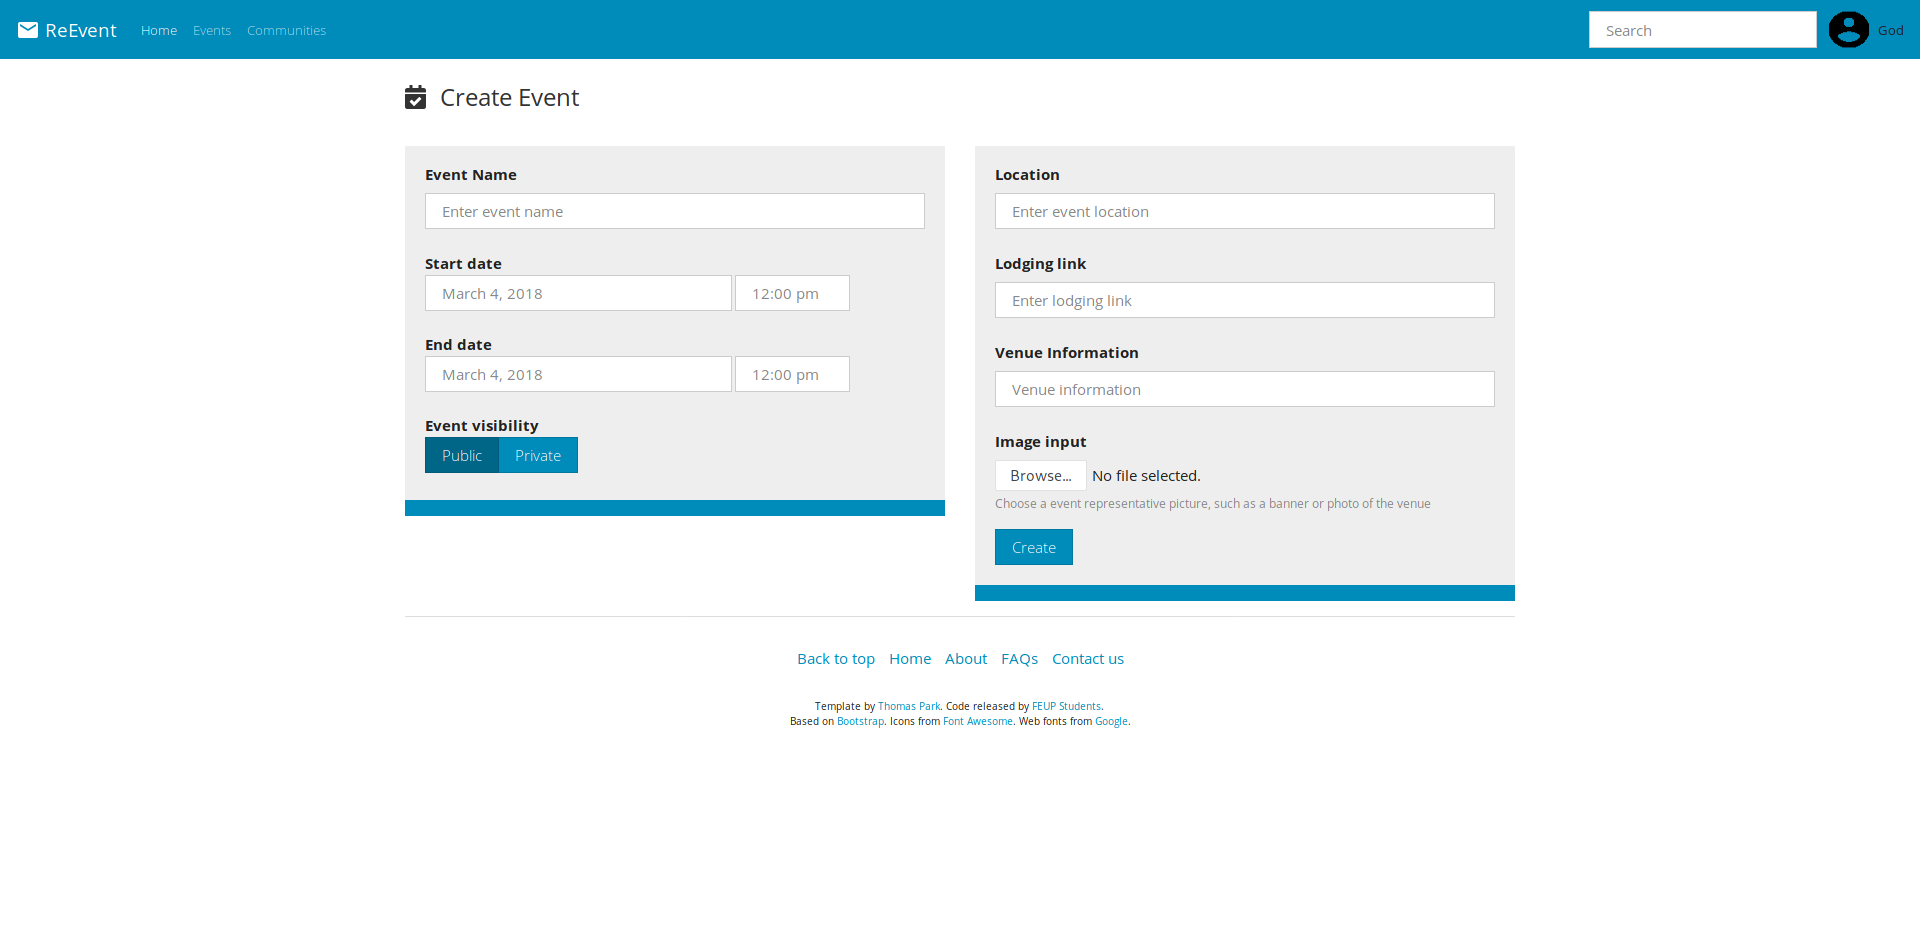 ReEvent Home Events Communities Search God
Create Event
Event Name
Enter event name
Start date
March 4, 2018 12:00 pm
End date
March 4, 2018 12:00 pm
Event visibility
Public Private
Location
Enter event location
Lodging link
Enter lodging link
Venue Information
Venue information
Image input
Browse... No file selected.
Choose a event representative picture, such as a banner or photo of the venue
Create
Back to top Home About FAQs Contact us
Template by Thomas Park. Code released by FEUP Students.
Based on Bootstrap. Icons from Font Awesome. Web fonts from Google.